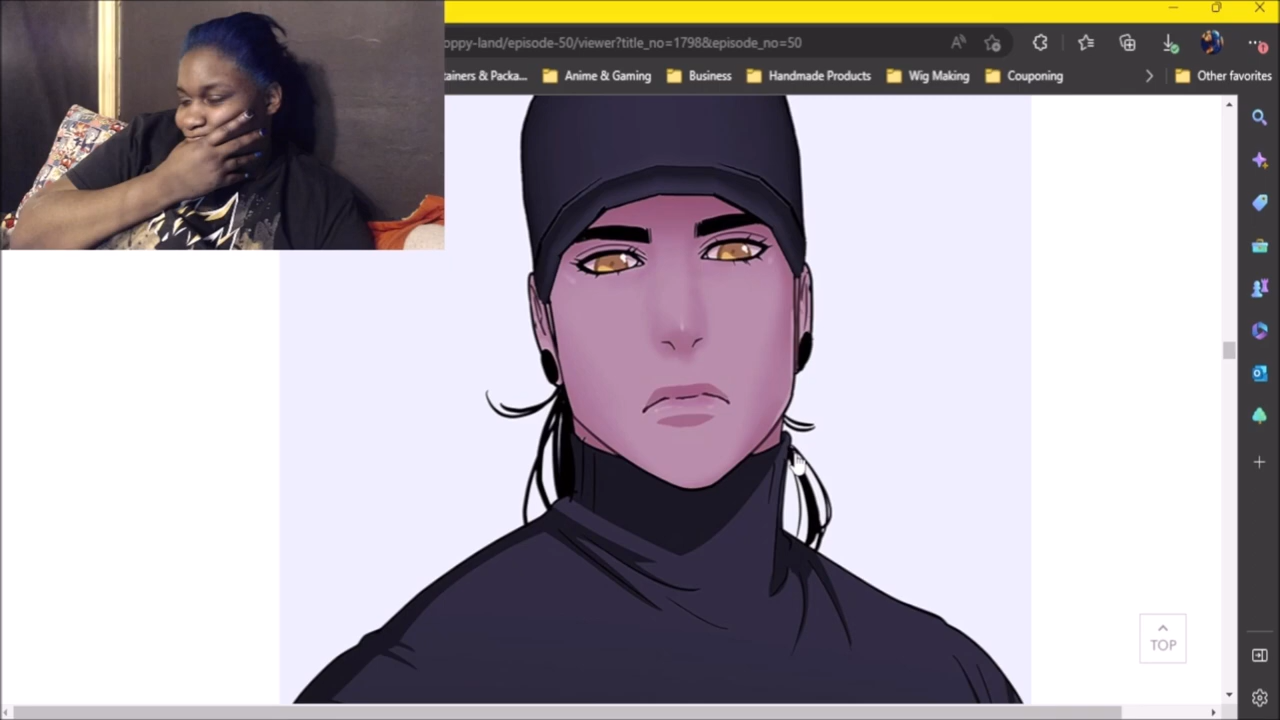 oppy-land/episode-50/viewer?title_no=1798&episode_no=50
tainers & Packa... Anime & Gaming Business Handmade Products Wig Making Couponing Other favorites
TOP